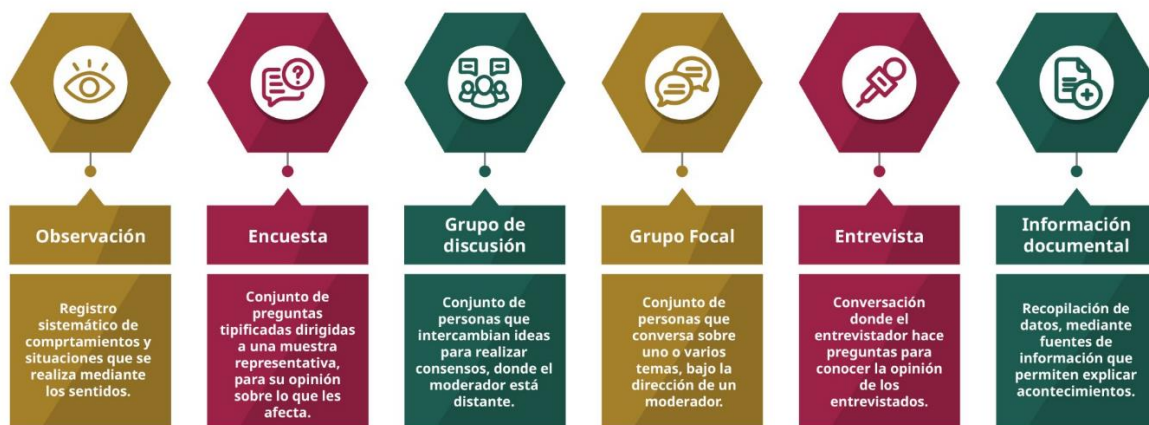 Observación
Registro
sistemático de
comprtamientos y
situaciones que se
realiza mediante
los sentidos.
Encuesta
Conjunto de
preguntas
tipificadas dirigidas
a una muestra
representativa,
para su opinión
sobre lo que les
afecta.
Grupo de
discusión
Conjunto de
personas que
intercambian ideas
para realizar
consensos, donde el
moderador está
distante.
Grupo Focal
Conjunto de
personas que
conversa sobre
uno o varios
temas, bajo la
dirección de un
moderador.
Entrevista
Conversación
donde el
entrevistador hace
preguntas para
conocer la opinión
de los
entrevistados.
Información
documental
Recopilación de
datos, mediante
fuentes de
información que
permiten explicar
acontecimientos.